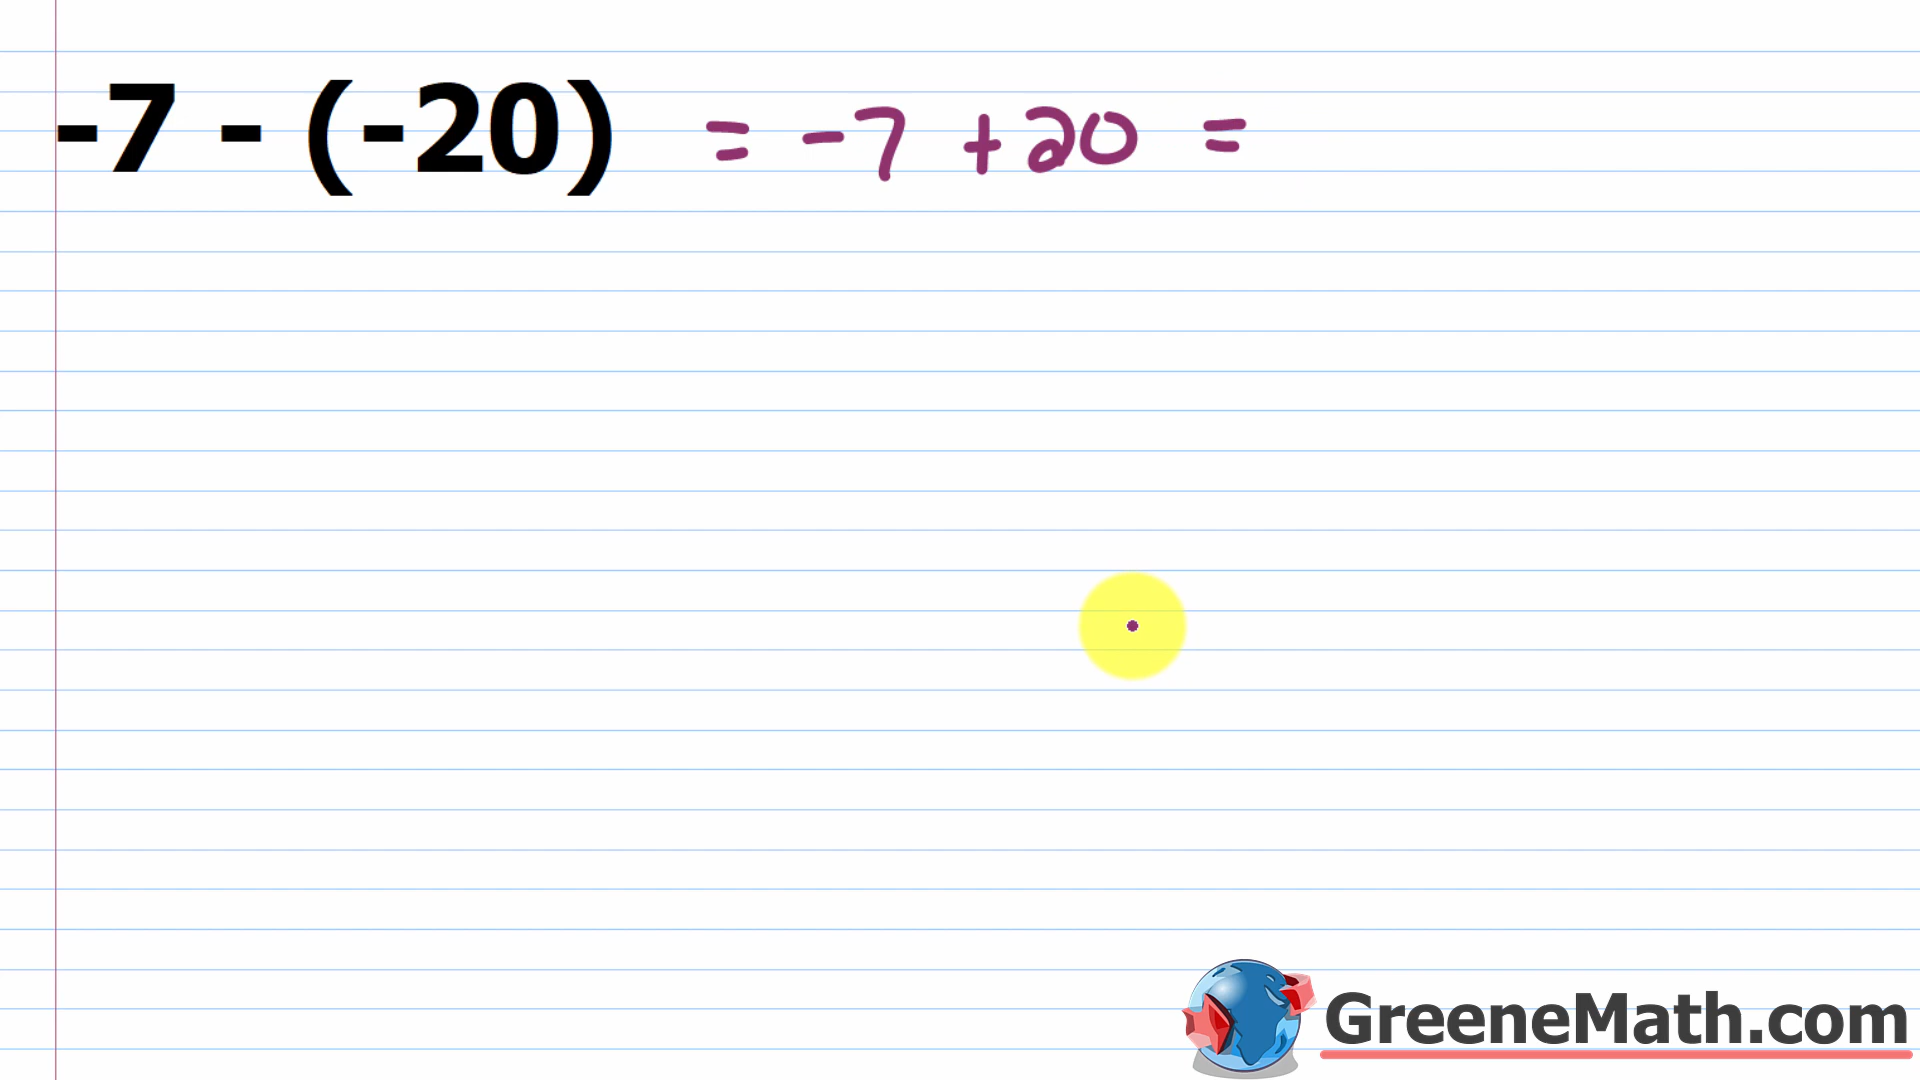 -7 - (-20) = -7 + 20 =
GreeneMath.com